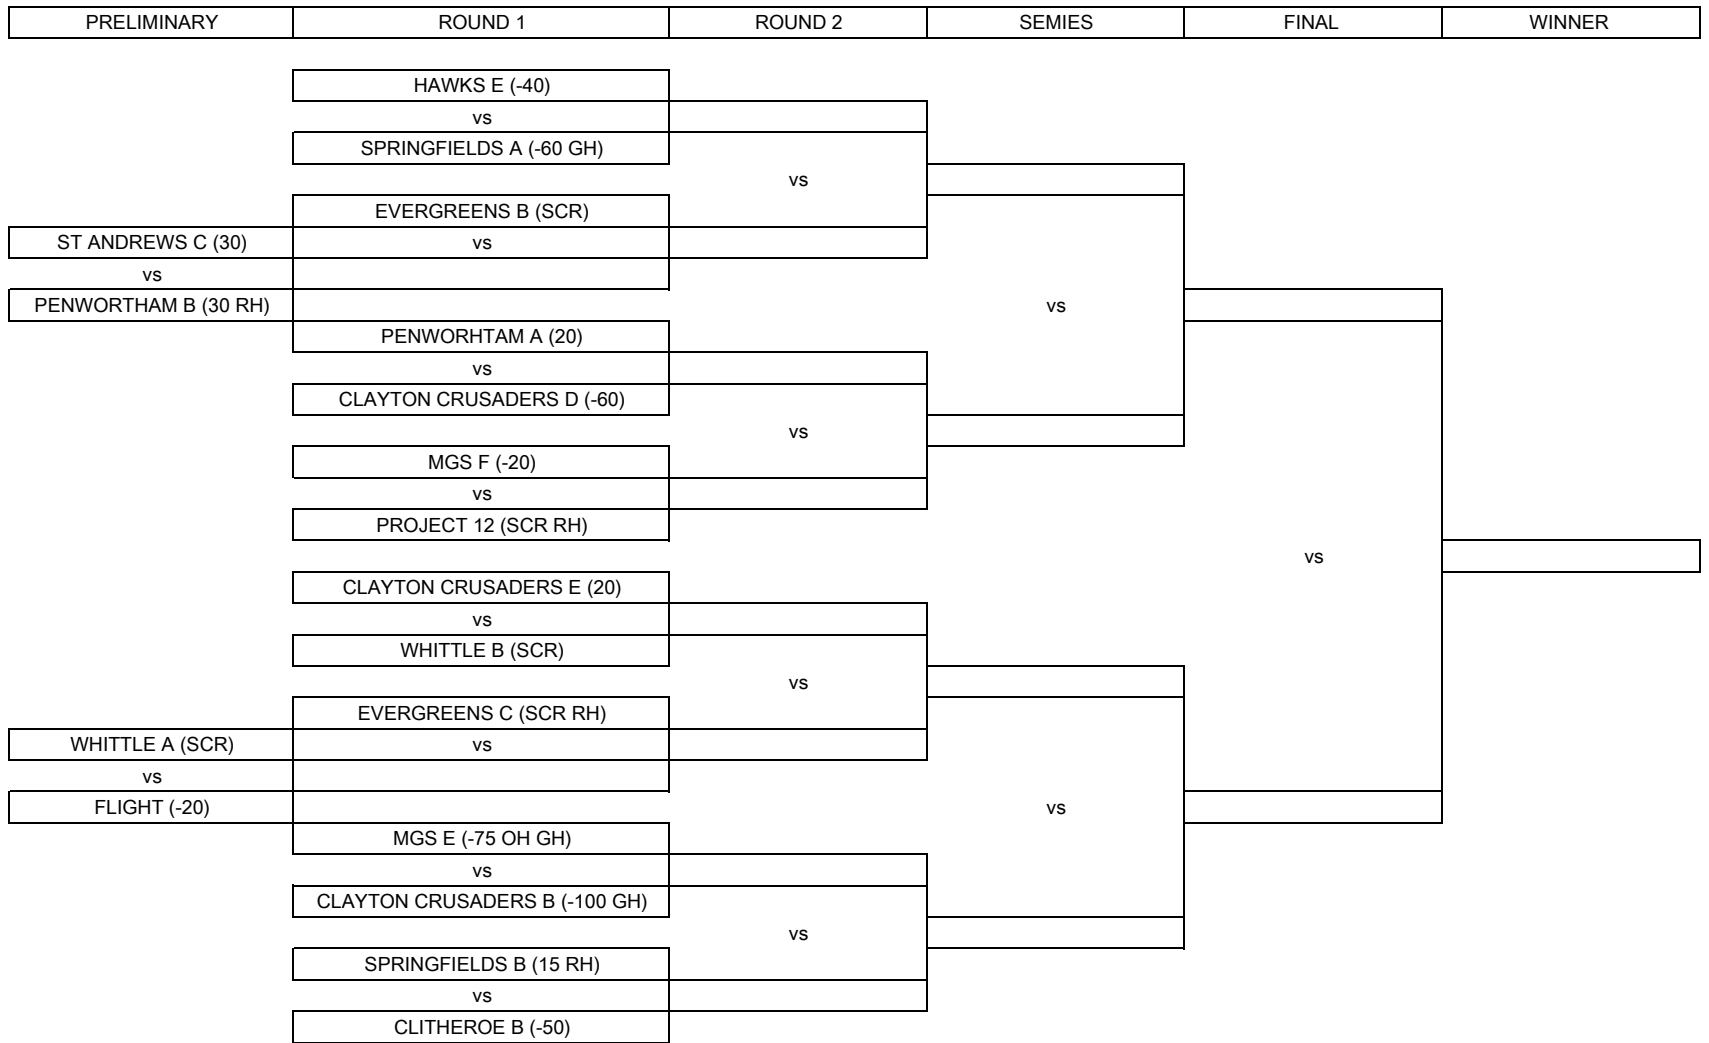 PRELIMINARY ROUND 1 ROUND 2 SEMIES FINAL WINNER
HAWKS E (-40)
vs
SPRINGFIELDS A (-60 GH)
vs
EVERGREENS B (SCR)
ST ANDREWS C (30) vs
vs
PENWORTHAM B (30 RH) vs
PENWORHTAM A (20)
vs
CLAYTON CRUSADERS D (-60)
vs
MGS F (-20)
vs
PROJECT 12 (SCR RH)
vs
CLAYTON CRUSADERS E (20)
vs
WHITTLE B (SCR)
vs
EVERGREENS C (SCR RH)
WHITTLE A (SCR) vs
vs
FLIGHT (-20) vs
MGS E (-75 OH GH)
vs
CLAYTON CRUSADERS B (-100 GH)
vs
SPRINGFIELDS B (15 RH)
vs
CLITHEROE B (-50)